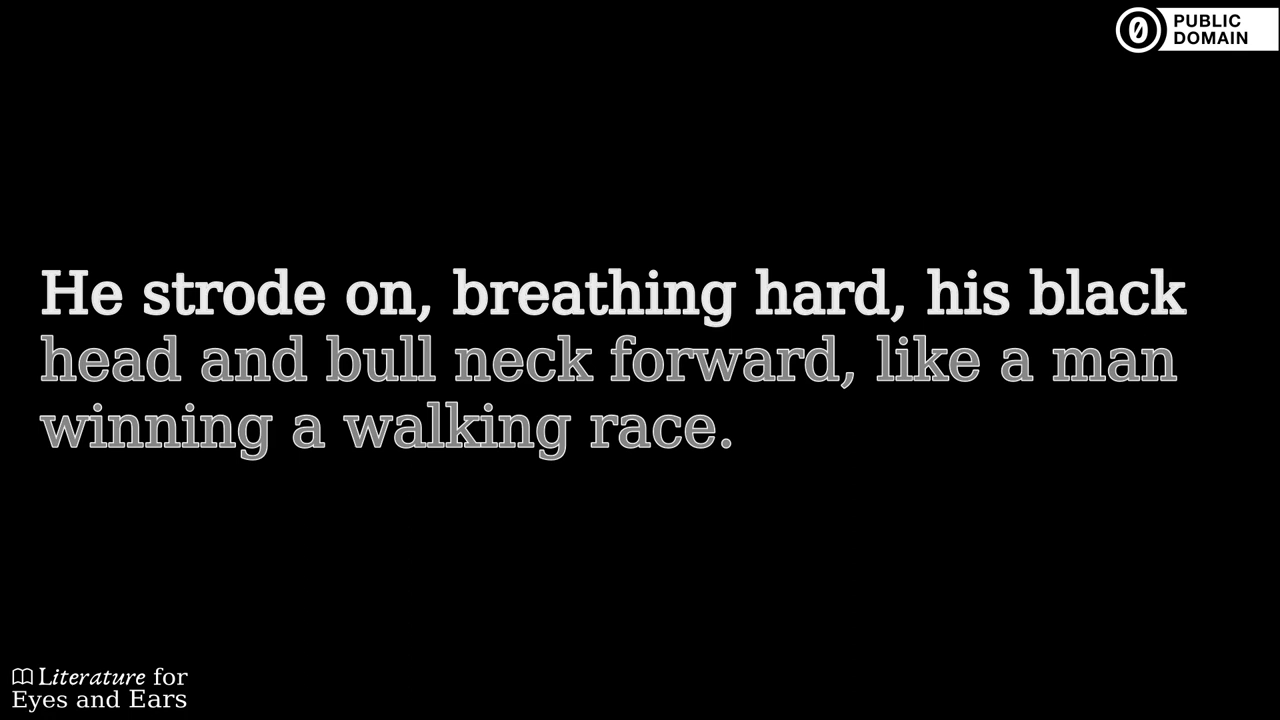 PUBLIC
DOMAIN
He strode on, breathing hard, his black
head and bull neck forward, like a man
winning a walking race.
Literature for
Eyes and Ears